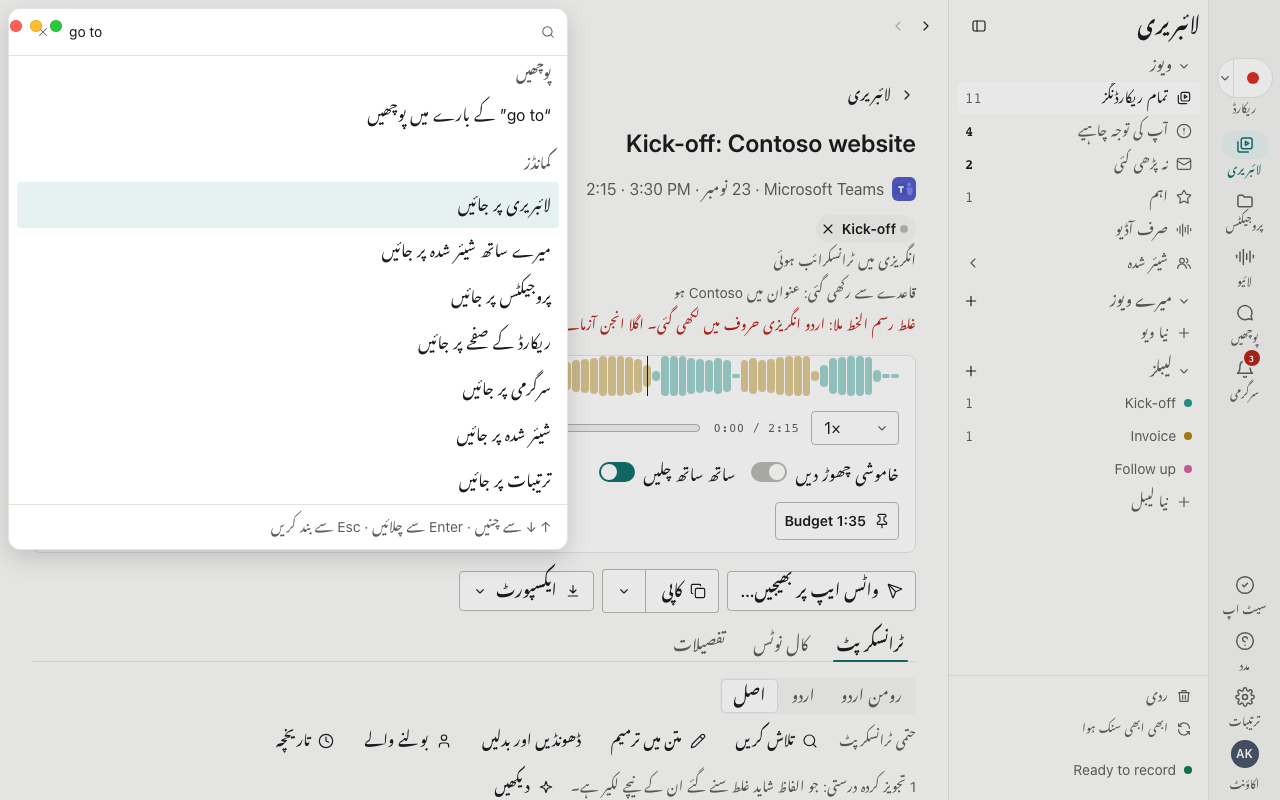 go to
پوچھیں
“go to” کے بارے میں پوچھیں
کمانڈز
لائبریری پر جائیں
میرے ساتھ شیئر شدہ پر جائیں
پروجیکٹس پر جائیں
ریکارڈ کے صفحے پر جائیں
سرگرمی پر جائیں
شیئر شدہ پر جائیں
ترتیبات پر جائیں
↑ ↓ سے چنیں · Enter سے چلائیں · Esc سے بند کریں
ریکارڈ
لائبریری
پروجیکٹس
لائیو
پوچھیں
3
سرگرمی
سیٹ اپ
مدد
ترتیبات
AK
اکاؤنٹ
لائبریری
ویوز
تمام ریکارڈنگز 11
آپ کی توجہ چاہیے 4
نہ پڑھی گئی 2
اہم 1
صرف آڈیو
شیئر شدہ
میرے ویوز
نیا ویو
لیبلز
Kick-off 1
Invoice 1
Follow up
نیا لیبل
ردی
ابھی ابھی سنک ہوا
Ready to record
لائبریری
Kick-off: Contoso website
Microsoft Teams · 23 نومبر · 3:30 PM · 2:15
Kick-off
انگریزی میں ٹرانسکرائب ہوئی
قاعدے سے رکھی گئی: عنوان میں Contoso ہو
غلط رسم الخط ملا: اردو انگریزی حروف میں لکھی گئی۔ اگلا انجن آزمایا
1× 0:00 / 2:15
خاموشی چھوڑ دیں ساتھ ساتھ چلیں
Budget 1:35
واٹس ایپ پر بھیجیں... کاپی ایکسپورٹ
ٹرانسکرپٹ کال نوٹس تفصیلات
رومن اردو اردو اصل
حتمی ٹرانسکرپٹ تلاش کریں متن میں ترمیم ڈھونڈیں اور بدلیں بولنے والے تاریخچہ
1 تجویز کردہ درستی: جو الفاظ شاید غلط سنے گئے ان کے نیچے لکیر ہے۔ دیکھیں